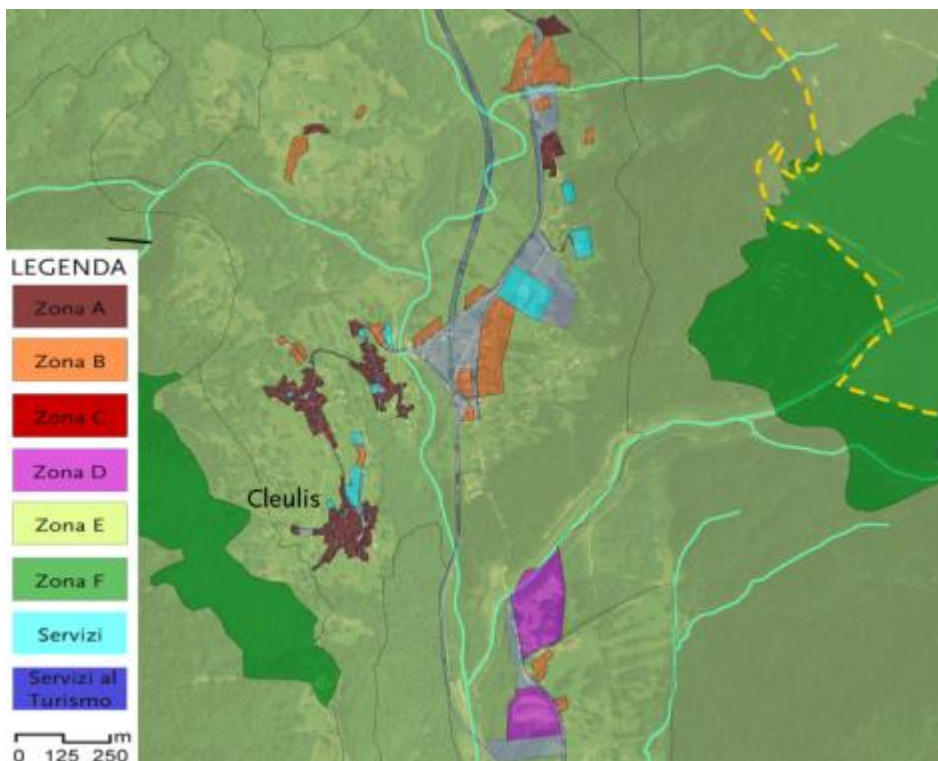 LEGENDA
Zona A
Zona B
Zona C
Zona D
Zona E
Zona F
Servizi
Servizi al
Turismo
m
0 125 250
Cleulis